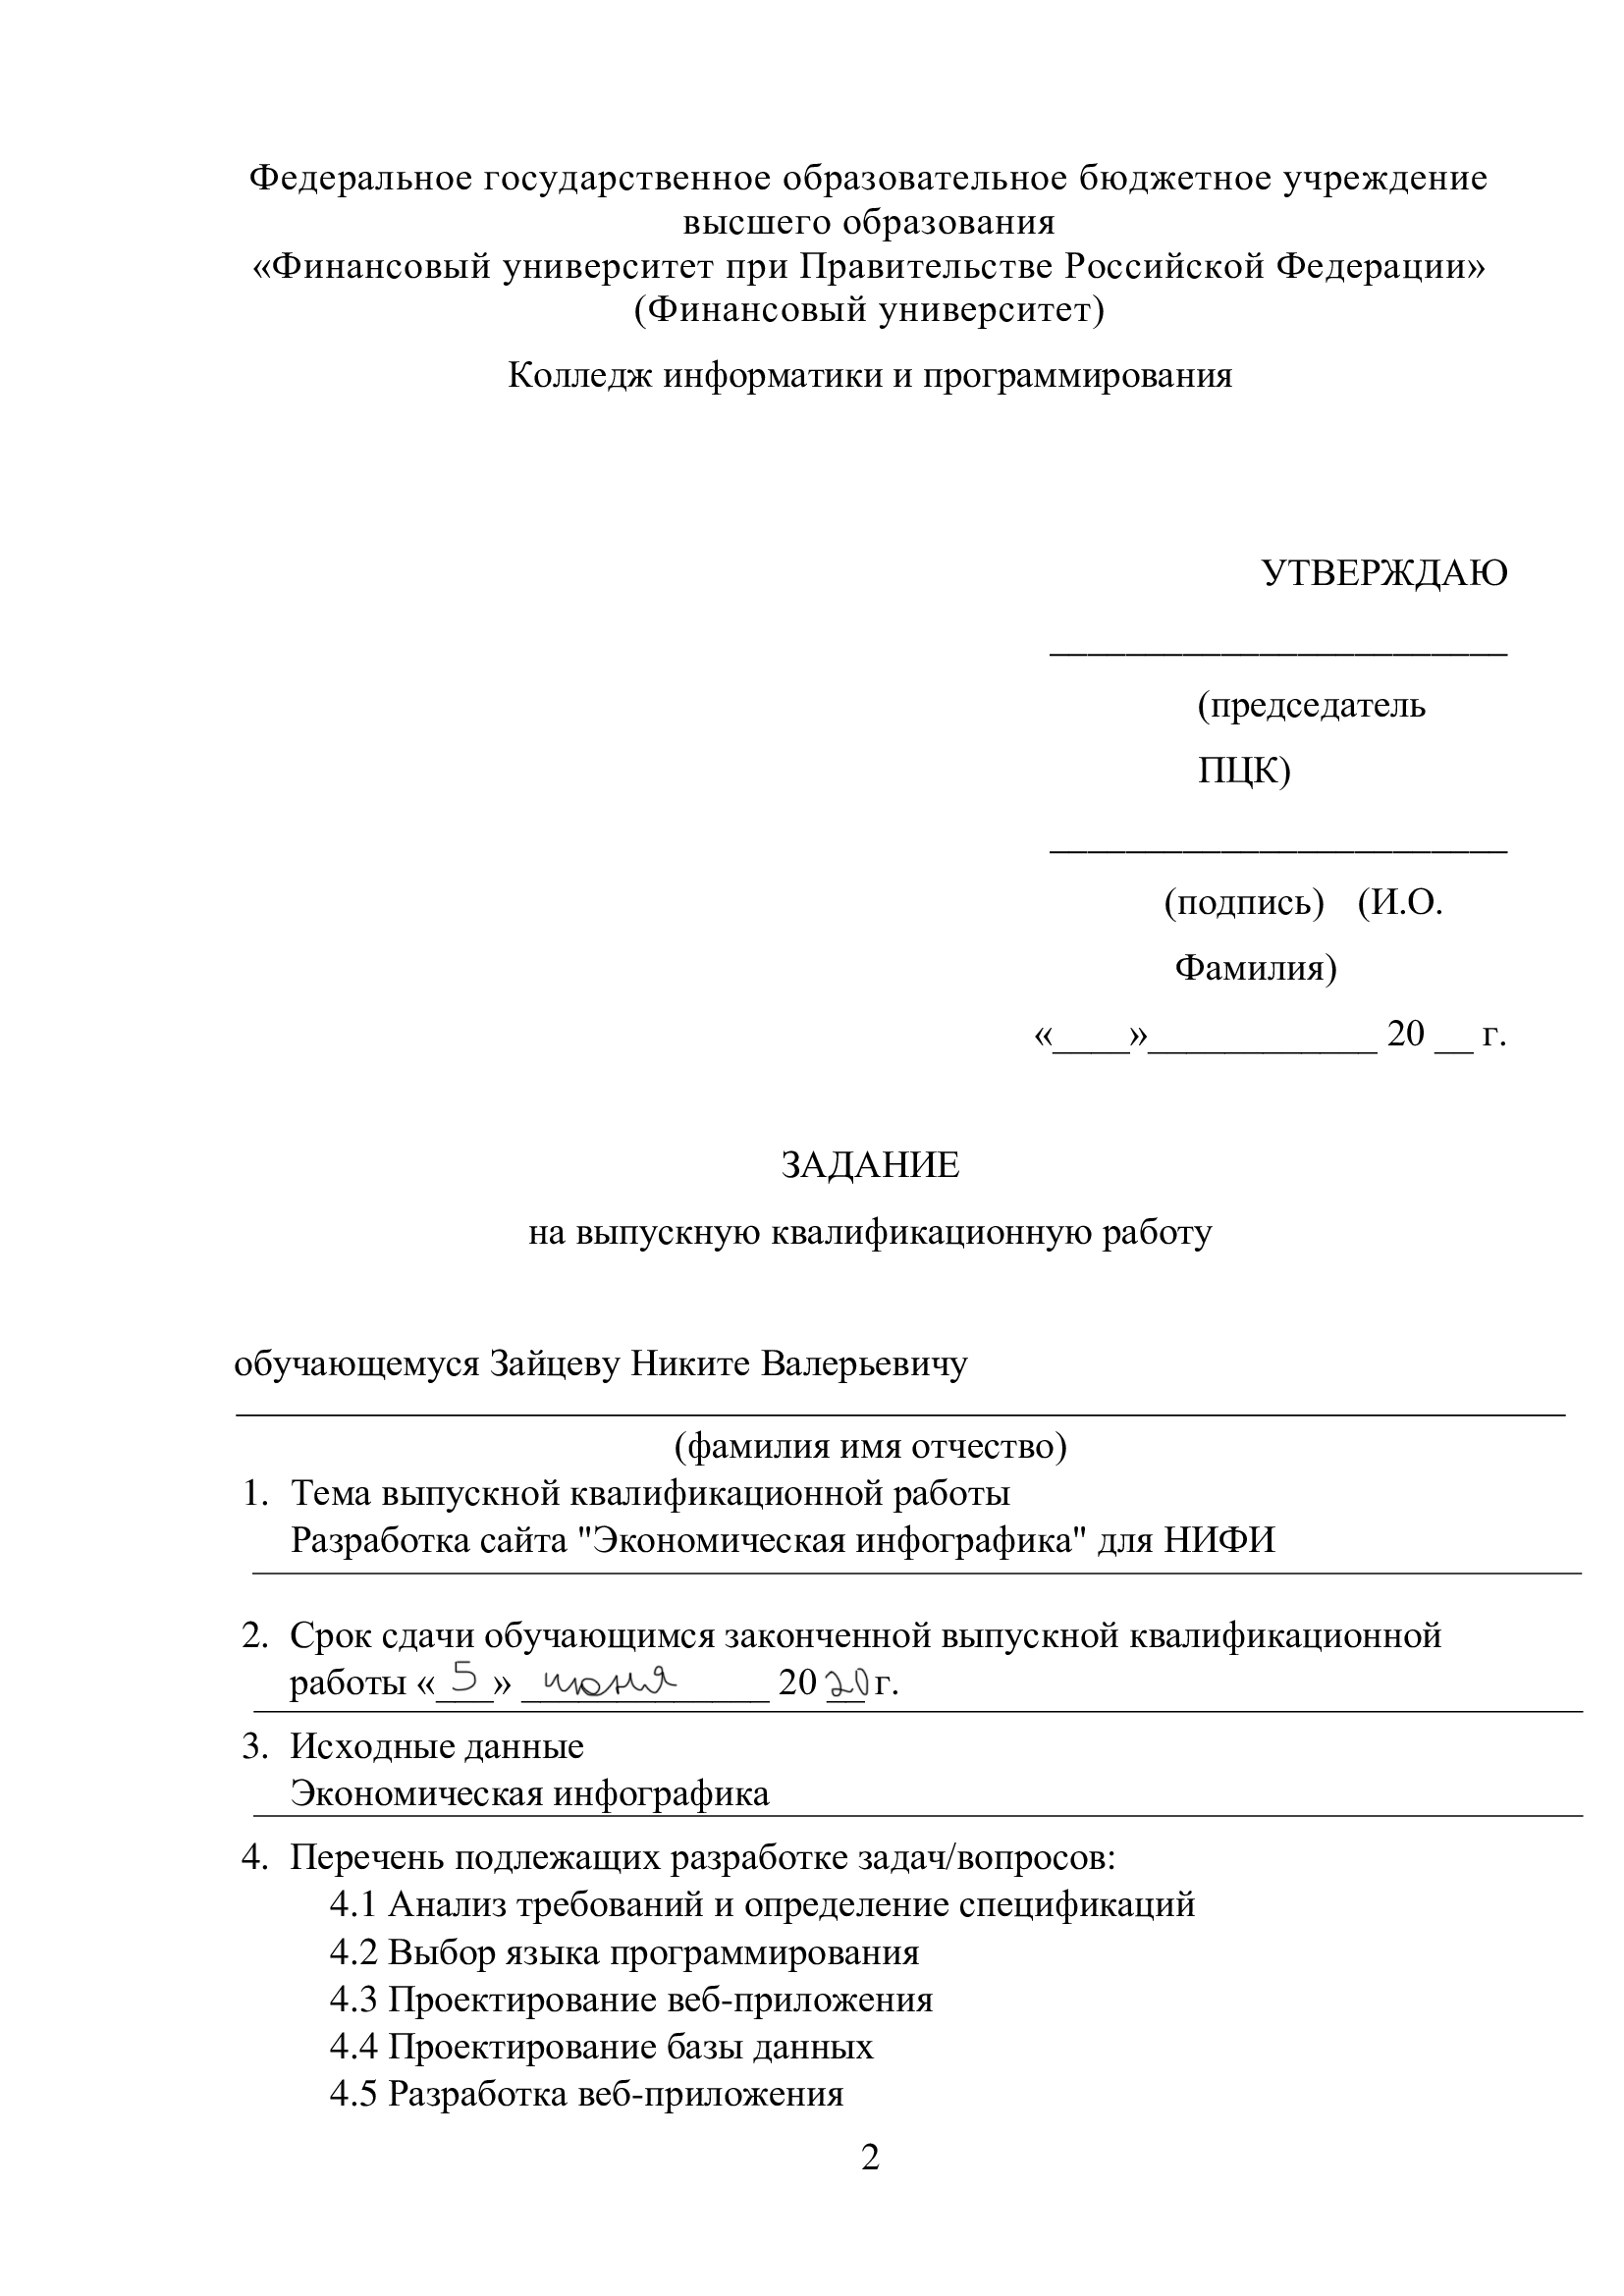 Федеральное государственное образовательное бюджетное учреждение
высшего образования
«Финансовый университет при Правительстве Российской Федерации»
(Финансовый университет)
Колледж информатики и программирования
УТВЕРЖДАЮ
________________________
(председатель
ПЦК)
________________________
(подпись) (И.О.
Фамилия)
«____»____________ 20 __ г.
ЗАДАНИЕ
на выпускную квалификационную работу
обучающемуся Зайцеву Никите Валерьевичу
(фамилия имя отчество)
1. Тема выпускной квалификационной работы
Разработка сайта "Экономическая инфографика" для НИФИ
2. Срок сдачи обучающимся законченной выпускной квалификационной
работы «5» июня 20 20 г.
3. Исходные данные
Экономическая инфографика
4. Перечень подлежащих разработке задач/вопросов:
4.1 Анализ требований и определение спецификаций
4.2 Выбор языка программирования
4.3 Проектирование веб-приложения
4.4 Проектирование базы данных
4.5 Разработка веб-приложения
2